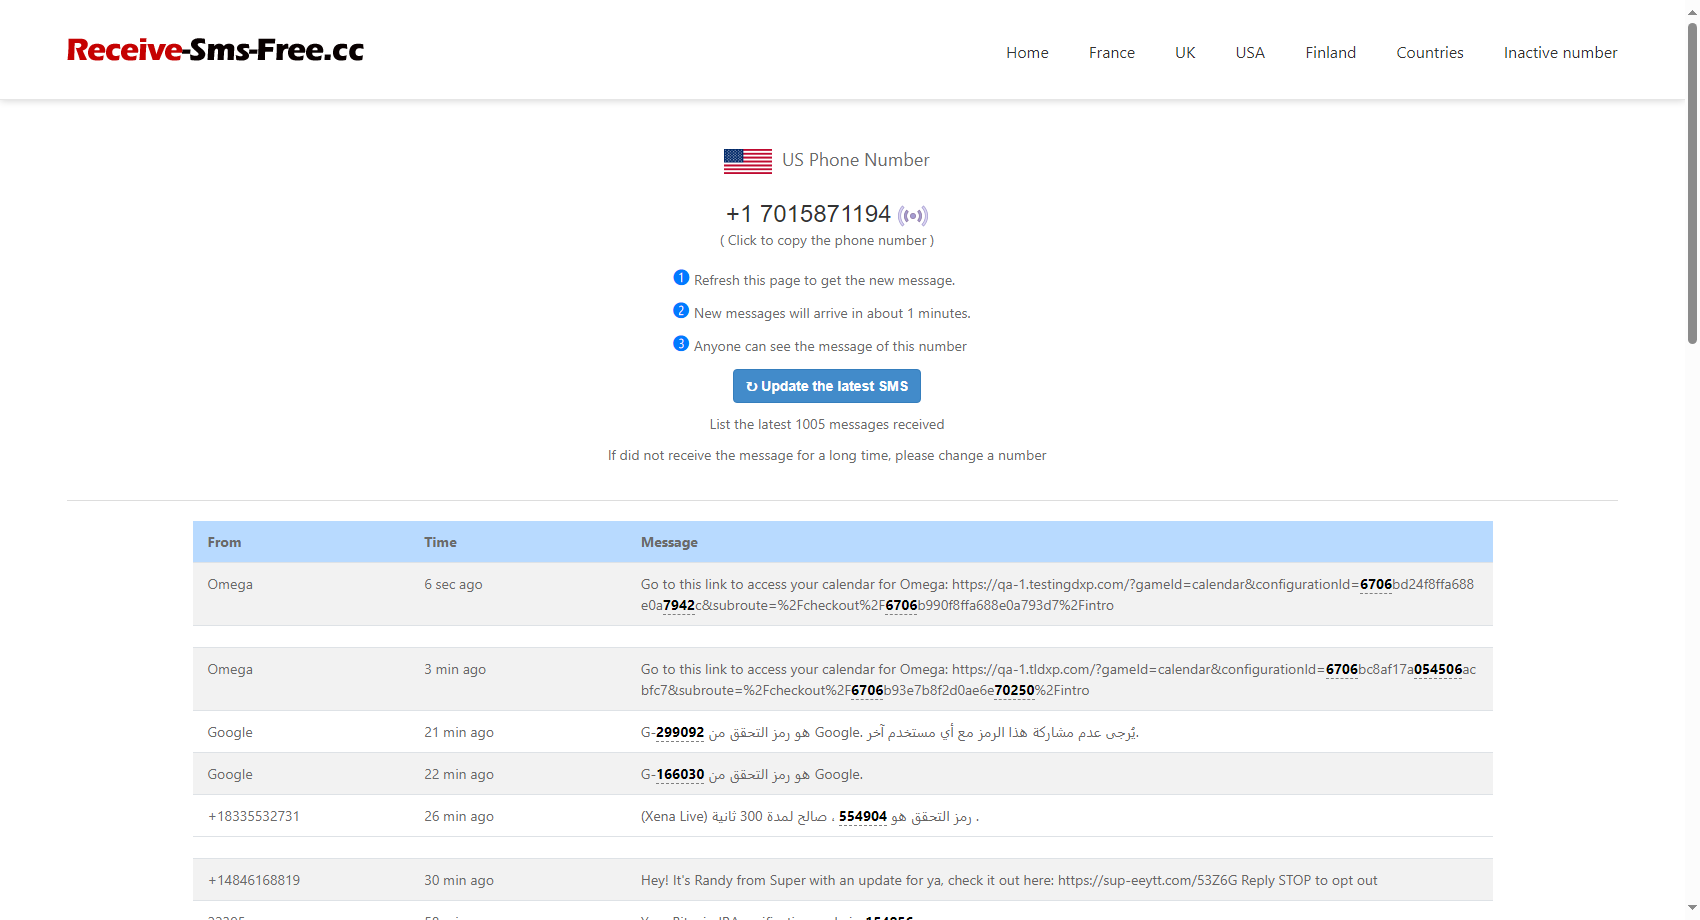 Receive-Sms-Free.cc
Home France UK USA Finland Countries Inactive number
US Phone Number
+1 7015871194
( Click to copy the phone number )
1 Refresh this page to get the new message.
2 New messages will arrive in about 1 minutes.
3 Anyone can see the message of this number
↻ Update the latest SMS
List the latest 1005 messages received
If did not receive the message for a long time, please change a number
From Time Message
Omega 6 sec ago Go to this link to access your calendar for Omega: https://qa-1.testingdxp.com/?gameId=calendar&configurationId=6706bd24f8ffa688
e0a7942c&subroute=%2Fcheckout%2F6706b990f8ffa688e0a793d7%2Fintro
Omega 3 min ago Go to this link to access your calendar for Omega: https://qa-1.tldxp.com/?gameId=calendar&configurationId=6706bc8af17a054506ac
bfc7&subroute=%2Fcheckout%2F6706b93e7b8f2d0ae6e70250%2Fintro
Google 21 min ago G-299092 هو رمز التحقق من Google. يُرجى عدم مشاركة هذا الرمز مع أي مستخدم آخر.
Google 22 min ago G-166030 هو رمز التحقق من Google.
+18335532731 26 min ago (Xena Live) رمز التحقق هو 554904 ، صالح لمدة 300 ثانية .
+14846168819 30 min ago Hey! It's Randy from Super with an update for ya, check it out here: https://sup-eeytt.com/53Z6G Reply STOP to opt out